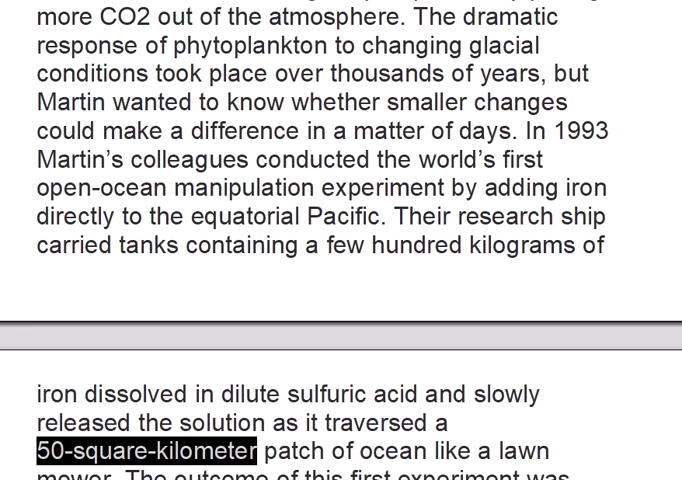 more CO2 out of the atmosphere. The dramatic
response of phytoplankton to changing glacial
conditions took place over thousands of years, but
Martin wanted to know whether smaller changes
could make a difference in a matter of days. In 1993
Martin’s colleagues conducted the world’s first
open-ocean manipulation experiment by adding iron
directly to the equatorial Pacific. Their research ship
carried tanks containing a few hundred kilograms of
iron dissolved in dilute sulfuric acid and slowly
released the solution as it traversed a
50-square-kilometer patch of ocean like a lawn
mower. The outcome of this first experiment was